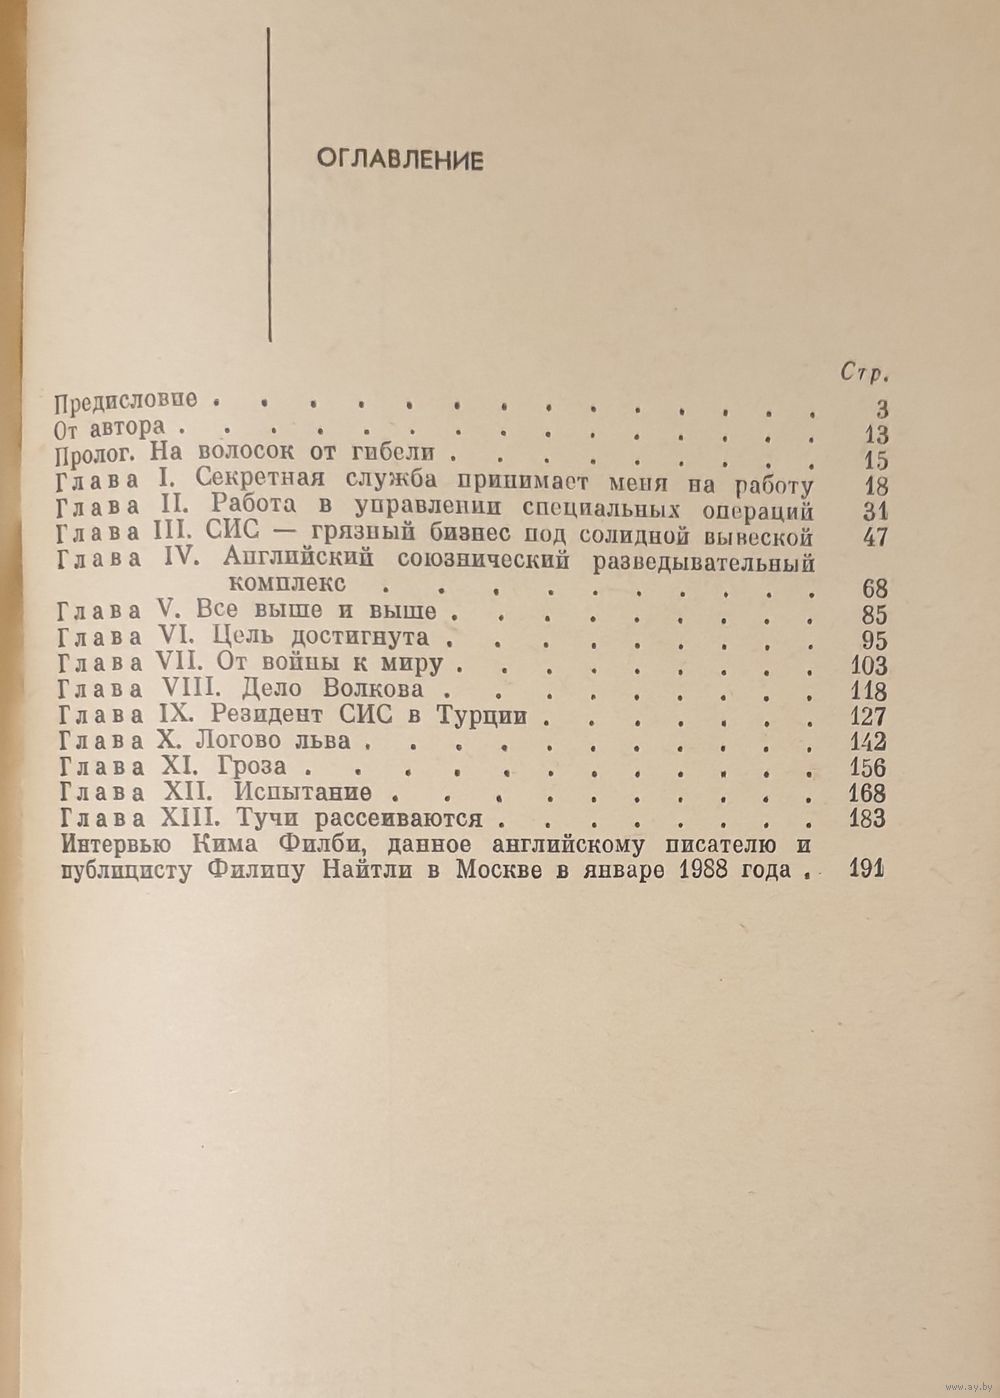 ОГЛАВЛЕНИЕ
Стр.
Предисловие . . . . . . . . . . . . . 3
От автора . . . . . . . . . . . . . . 13
Пролог. На волосок от гибели . . . . . . . . 15
Глава I. Секретная служба принимает меня на работу 18
Глава II. Работа в управлении специальных операций 31
Глава III. СИС — грязный бизнес под солидной вывеской 47
Глава IV. Английский союзнический разведывательный
комплекс . . . . . . . . . . 68
Глава V. Все выше и выше . . . . . . . . . 85
Глава VI. Цель достигнута . . . . . . . . . 95
Глава VII. От войны к миру . . . . . . . . 103
Глава VIII. Дело Волкова . . . . . . . . . 118
Глава IX. Резидент СИС в Турции . . . . . . . 127
Глава X. Логово льва . . . . . . . . . . 142
Глава XI. Гроза . . . . . . . . . . . . 156
Глава XII. Испытание . . . . . . . . . . 168
Глава XIII. Тучи рассеиваются . . . . . . . . 183
Интервью Кима Филби, данное английскому писателю и
публицисту Филипу Найтли в Москве в январе 1988 года . . 191
www.ay.by